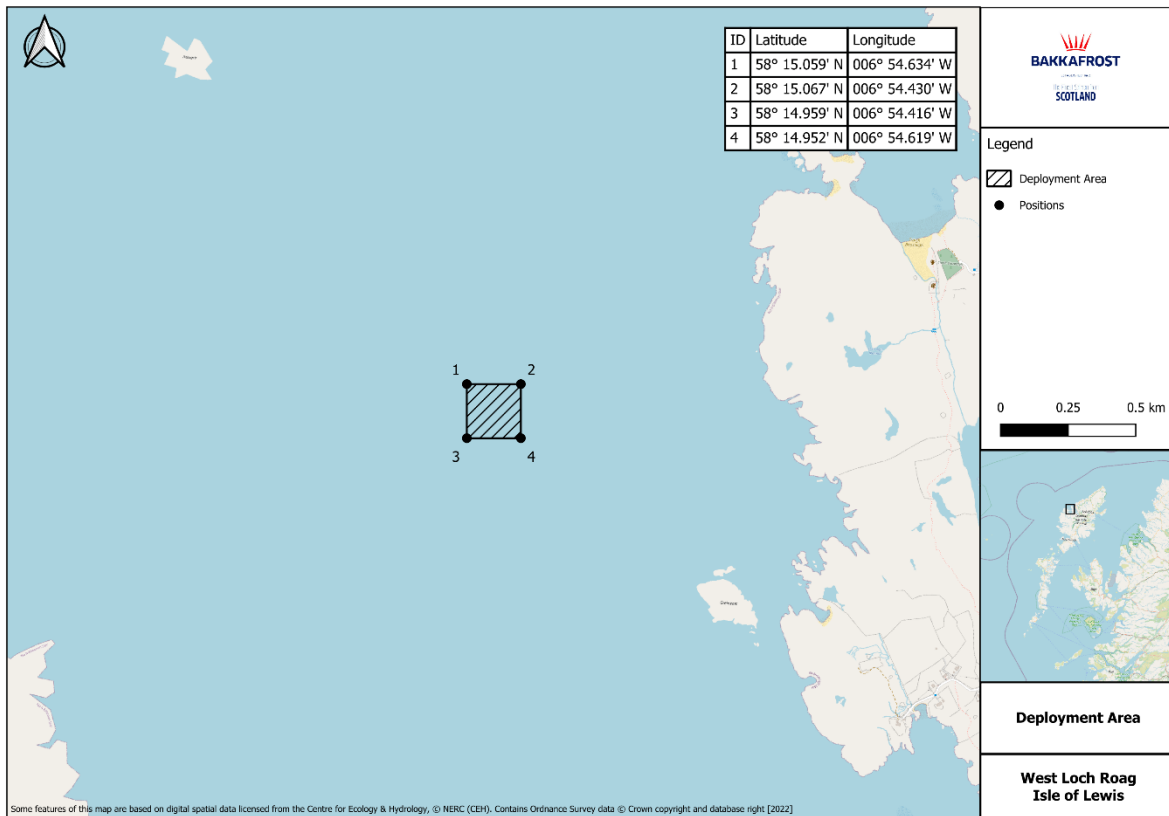 ID Latitude Longitude
1 58° 15.059' N 006° 54.634' W
2 58° 15.067' N 006° 54.430' W
3 58° 14.959' N 006° 54.416' W
4 58° 14.952' N 006° 54.619' W
BAKKAFROST
SCOTLAND
Legend
Deployment Area
Positions
1 2
3 4
0 0.25 0.5 km
Deployment Area
West Loch Roag
Isle of Lewis
Some features of this map are based on digital spatial data licensed from the Centre for Ecology & Hydrology, © NERC (CEH). Contains Ordnance Survey data © Crown copyright and database right [2022]